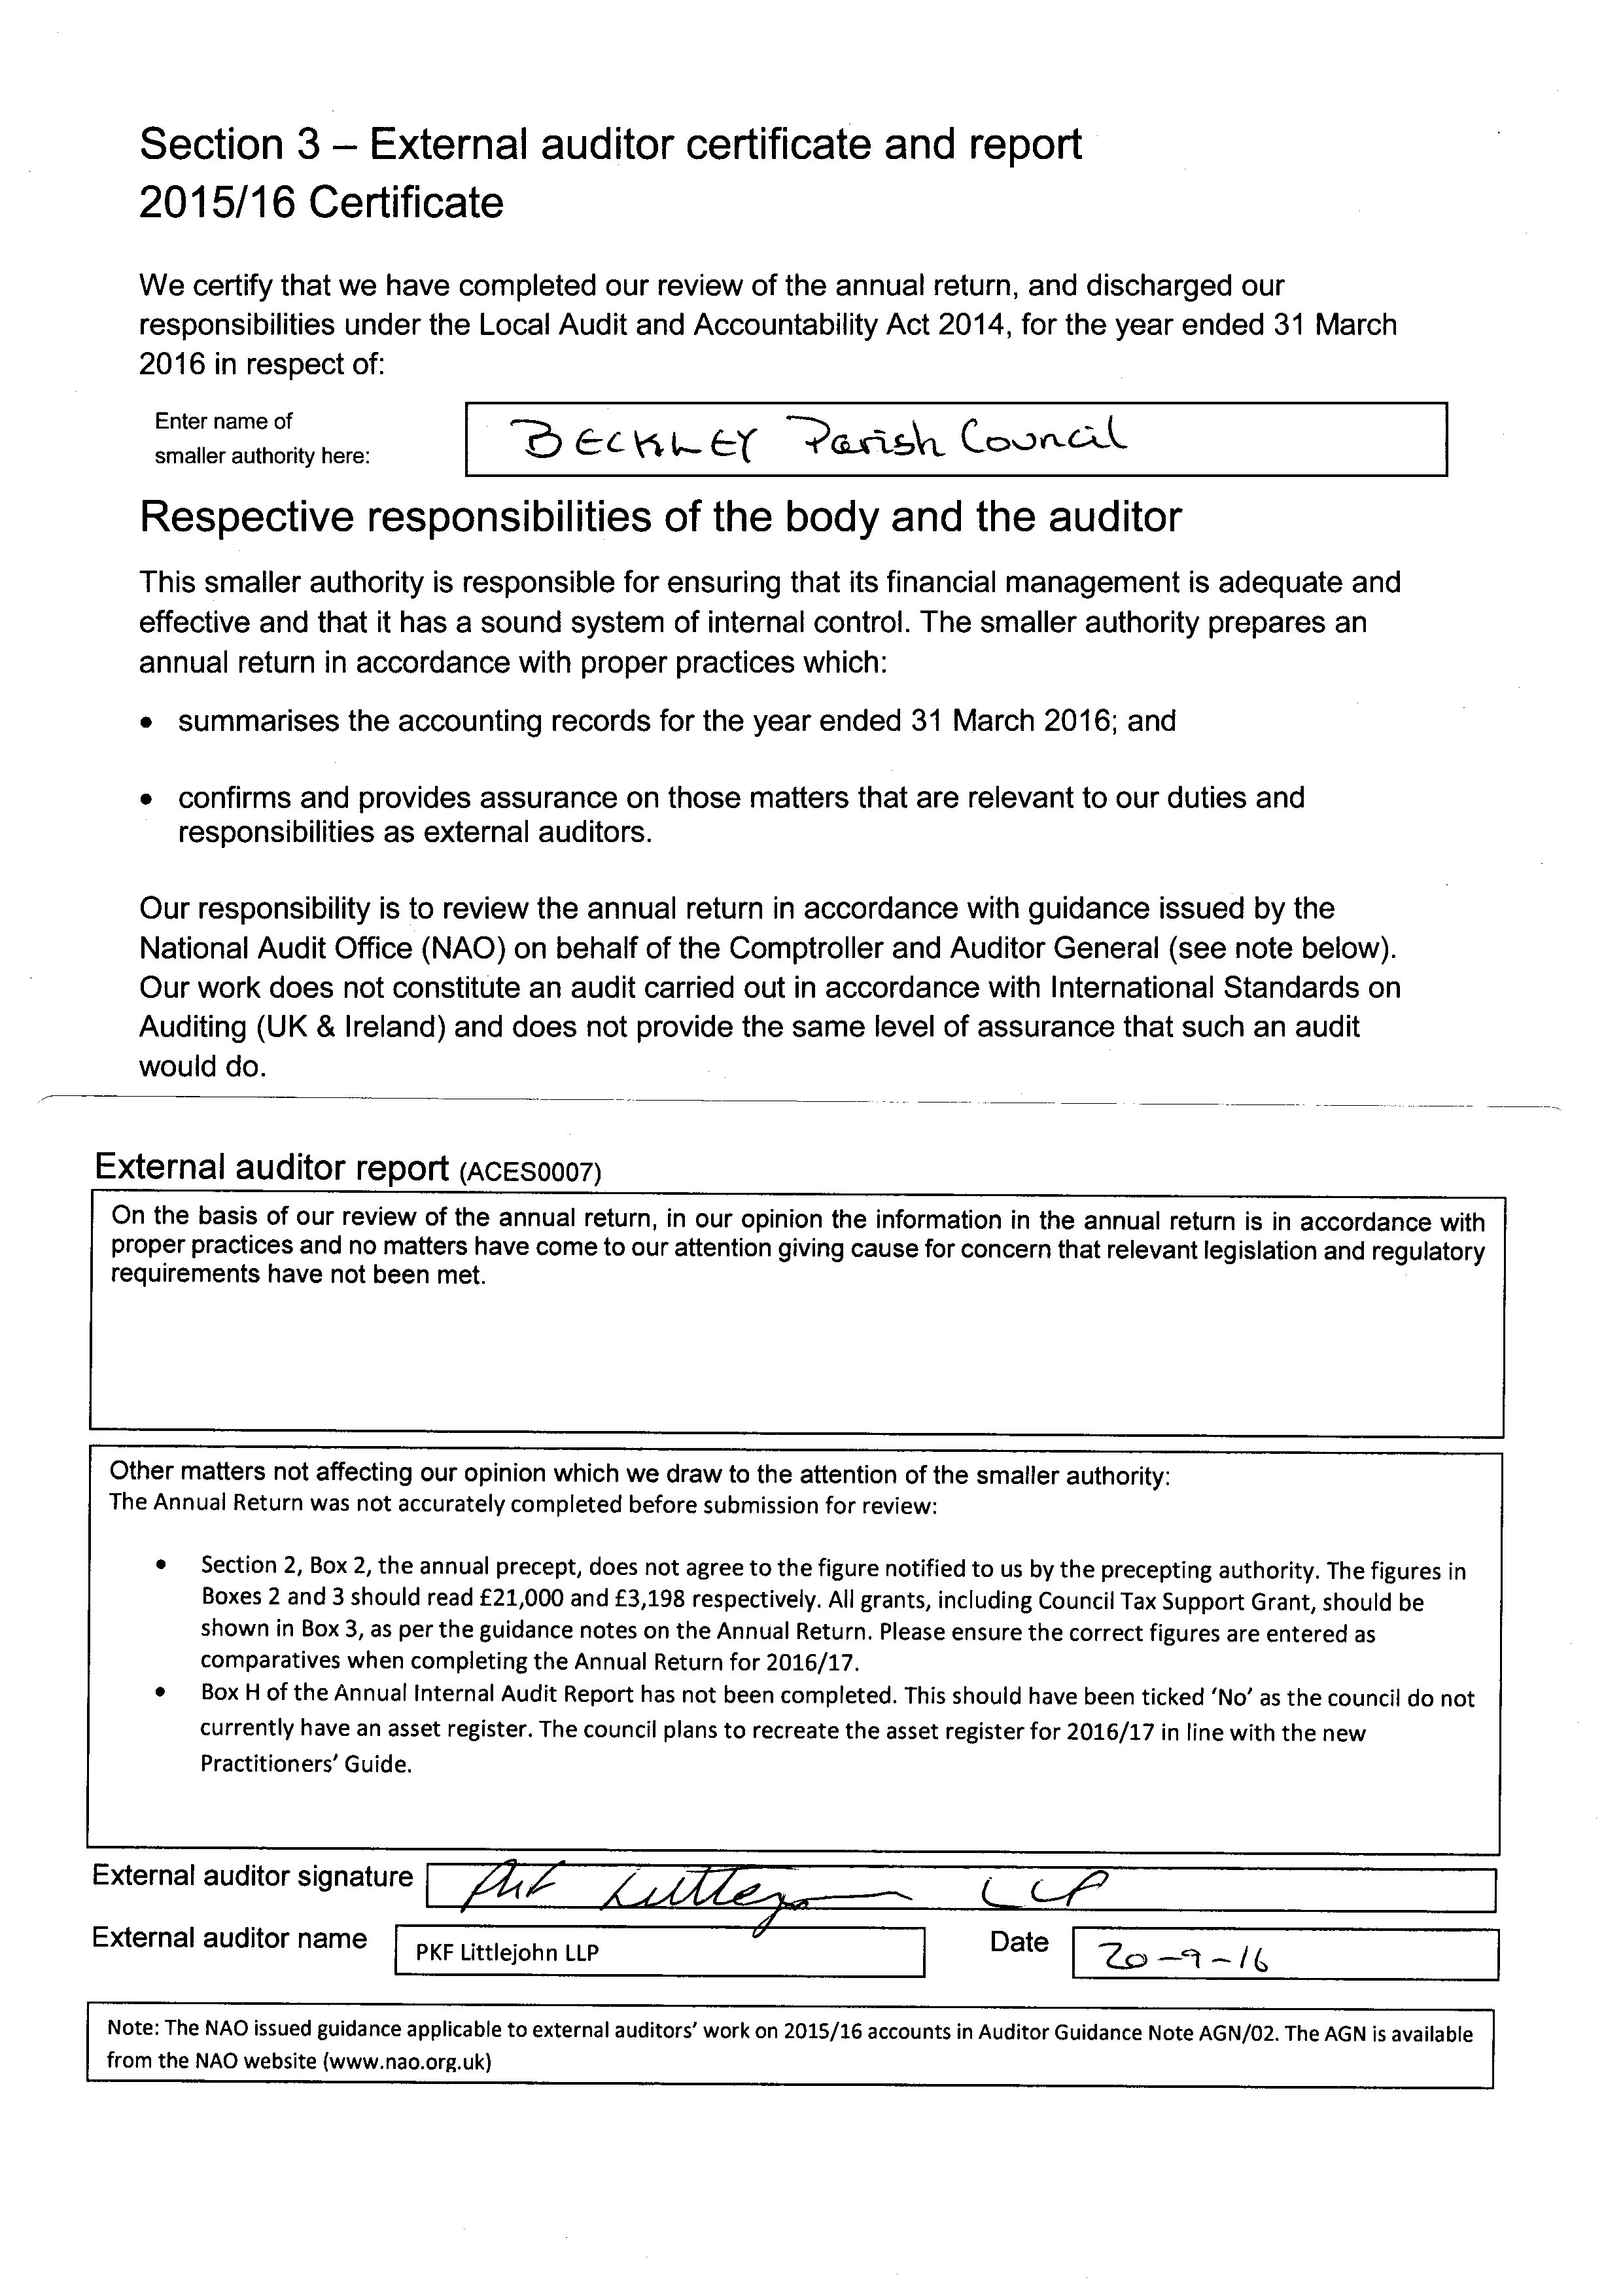 Section 3 – External auditor certificate and report
2015/16 Certificate
We certify that we have completed our review of the annual return, and discharged our
responsibilities under the Local Audit and Accountability Act 2014, for the year ended 31 March
2016 in respect of:
Enter name of
smaller authority here:
BECKLEY Parish Council
Respective responsibilities of the body and the auditor
This smaller authority is responsible for ensuring that its financial management is adequate and
effective and that it has a sound system of internal control. The smaller authority prepares an
annual return in accordance with proper practices which:
• summarises the accounting records for the year ended 31 March 2016; and
• confirms and provides assurance on those matters that are relevant to our duties and
responsibilities as external auditors.
Our responsibility is to review the annual return in accordance with guidance issued by the
National Audit Office (NAO) on behalf of the Comptroller and Auditor General (see note below).
Our work does not constitute an audit carried out in accordance with International Standards on
Auditing (UK & Ireland) and does not provide the same level of assurance that such an audit
would do.
External auditor report (ACES0007)
On the basis of our review of the annual return, in our opinion the information in the annual return is in accordance with
proper practices and no matters have come to our attention giving cause for concern that relevant legislation and regulatory
requirements have not been met.
Other matters not affecting our opinion which we draw to the attention of the smaller authority:
The Annual Return was not accurately completed before submission for review:
• Section 2, Box 2, the annual precept, does not agree to the figure notified to us by the precepting authority. The figures in
Boxes 2 and 3 should read £21,000 and £3,198 respectively. All grants, including Council Tax Support Grant, should be
shown in Box 3, as per the guidance notes on the Annual Return. Please ensure the correct figures are entered as
comparatives when completing the Annual Return for 2016/17.
• Box H of the Annual Internal Audit Report has not been completed. This should have been ticked ‘No’ as the council do not
currently have an asset register. The council plans to recreate the asset register for 2016/17 in line with the new
Practitioners’ Guide.
External auditor signature PKF Littlejohn LLP
External auditor name PKF Littlejohn LLP Date 20-9-16
Note: The NAO issued guidance applicable to external auditors’ work on 2015/16 accounts in Auditor Guidance Note AGN/02. The AGN is available
from the NAO website (www.nao.org.uk)